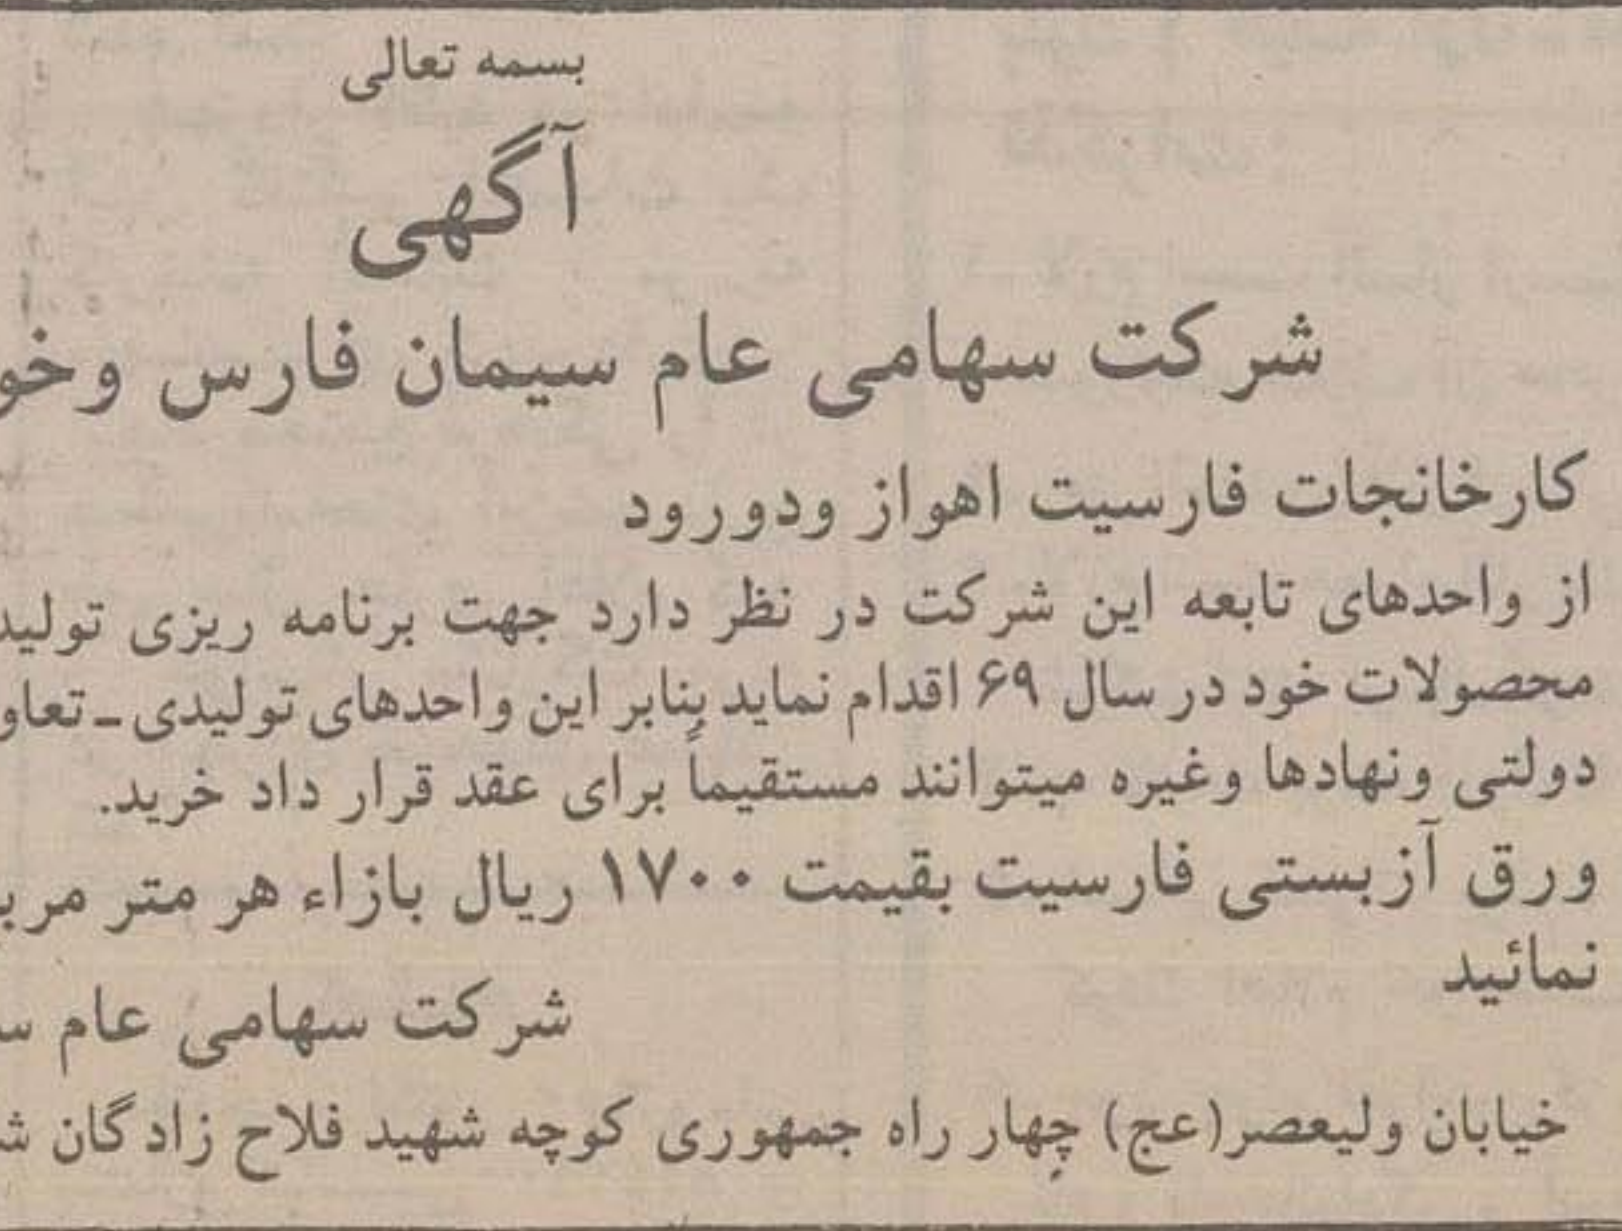 بسمه تعالی
آگهی
شرکت سهامی عام سیمان فارس وخو
کارخانجات فارسیت اهواز ودورود
از واحدهای تابعه این شرکت در نظر دارد جهت برنامه ریزی تولید
محصولات خود در سال ۶۹ اقدام نماید بنابر این واحدهای تولیدی ـ تعاو
دولتی ونهادها وغیره میتوانند مستقیماً برای عقد قرار داد خرید.
ورق آزبستی فارسیت بقیمت ۱۷۰۰ ریال بازاء هر متر مرب
نمائید
شرکت سهامی عام س
خیابان ولیعصر(عج) چهار راه جمهوری کوچه شهید فلاح زادگان ش